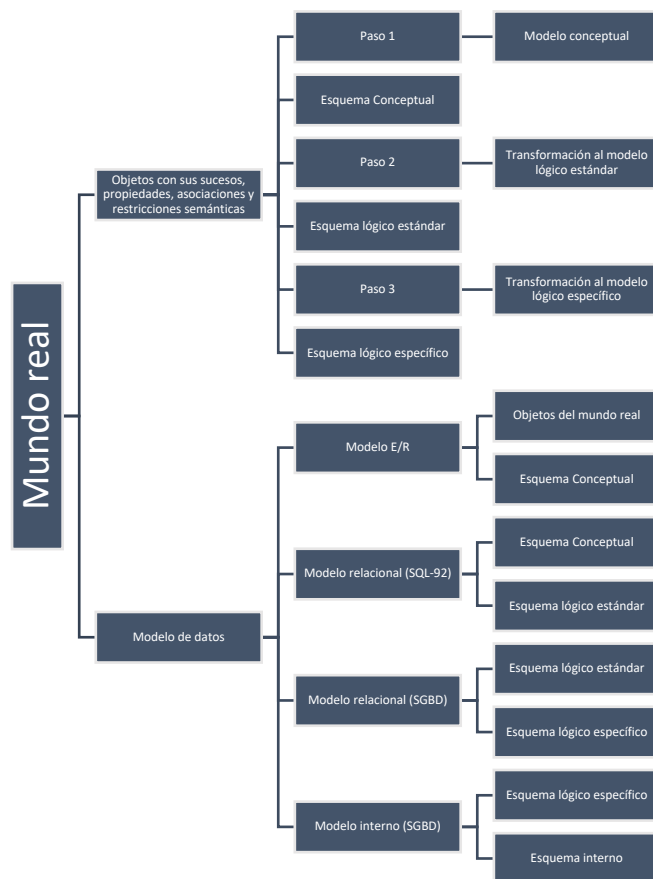 Mundo real
Objetos con sus sucesos,
propiedades, asociaciones y
restricciones semánticas
Paso 1
Modelo conceptual
Esquema Conceptual
Paso 2
Transformación al modelo
lógico estándar
Esquema lógico estándar
Paso 3
Transformación al modelo
lógico específico
Esquema lógico específico
Modelo de datos
Modelo E/R
Objetos del mundo real
Esquema Conceptual
Modelo relacional (SQL-92)
Esquema Conceptual
Esquema lógico estándar
Modelo relacional (SGBD)
Esquema lógico estándar
Esquema lógico específico
Modelo interno (SGBD)
Esquema lógico específico
Esquema interno